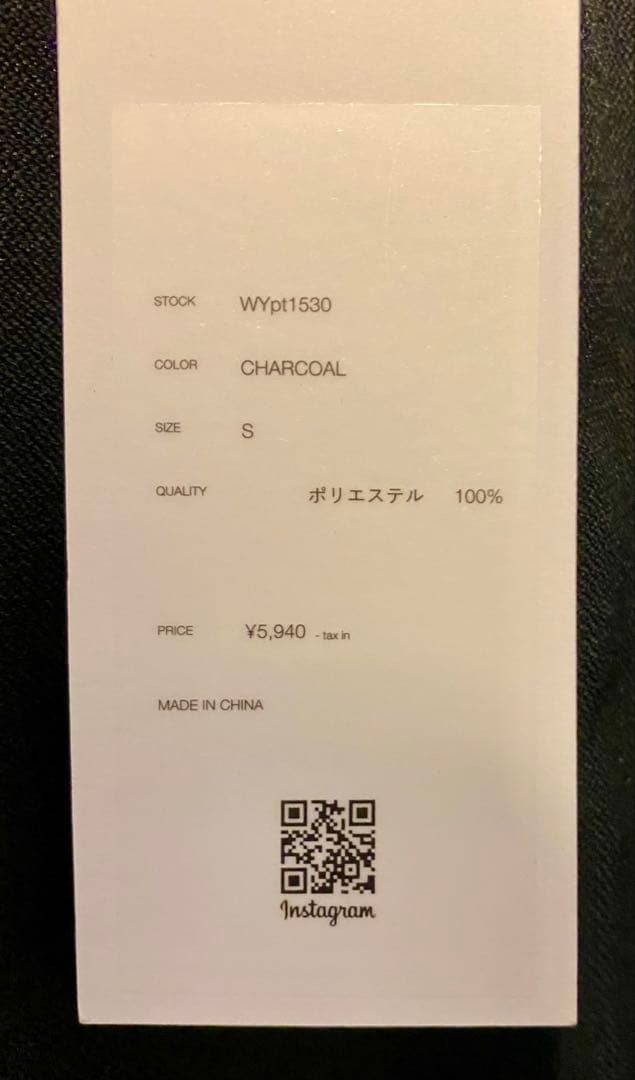 STOCK WYpt1530
COLOR CHARCOAL
SIZE S
QUALITY ポリエステル 100%
PRICE ¥5,940 - tax in
MADE IN CHINA
Instagram